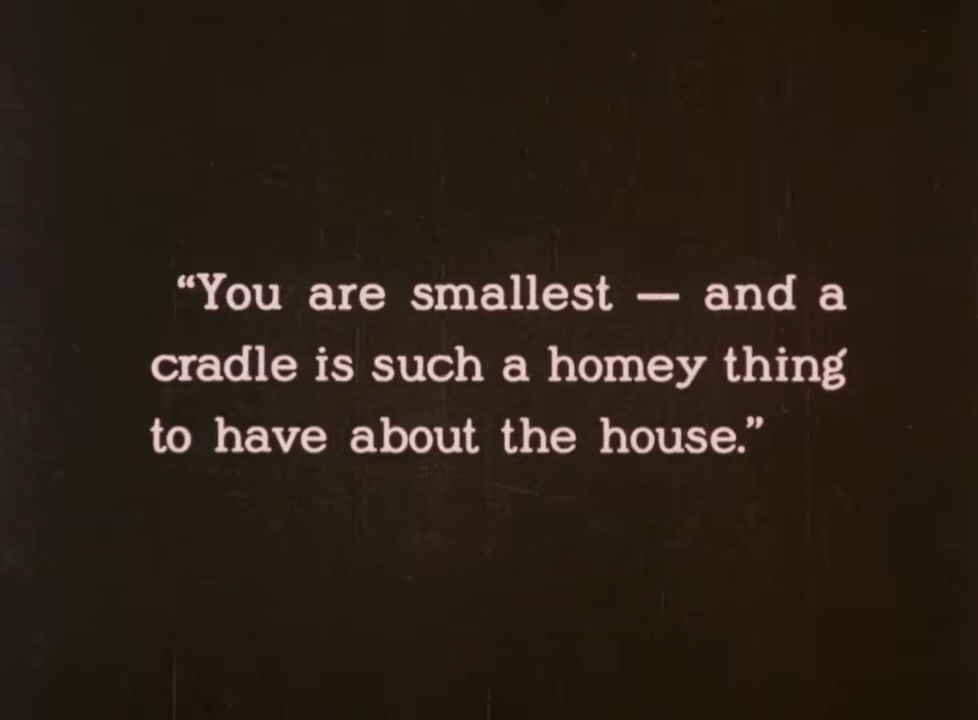 “You are smallest — and a
cradle is such a homey thing
to have about the house.”